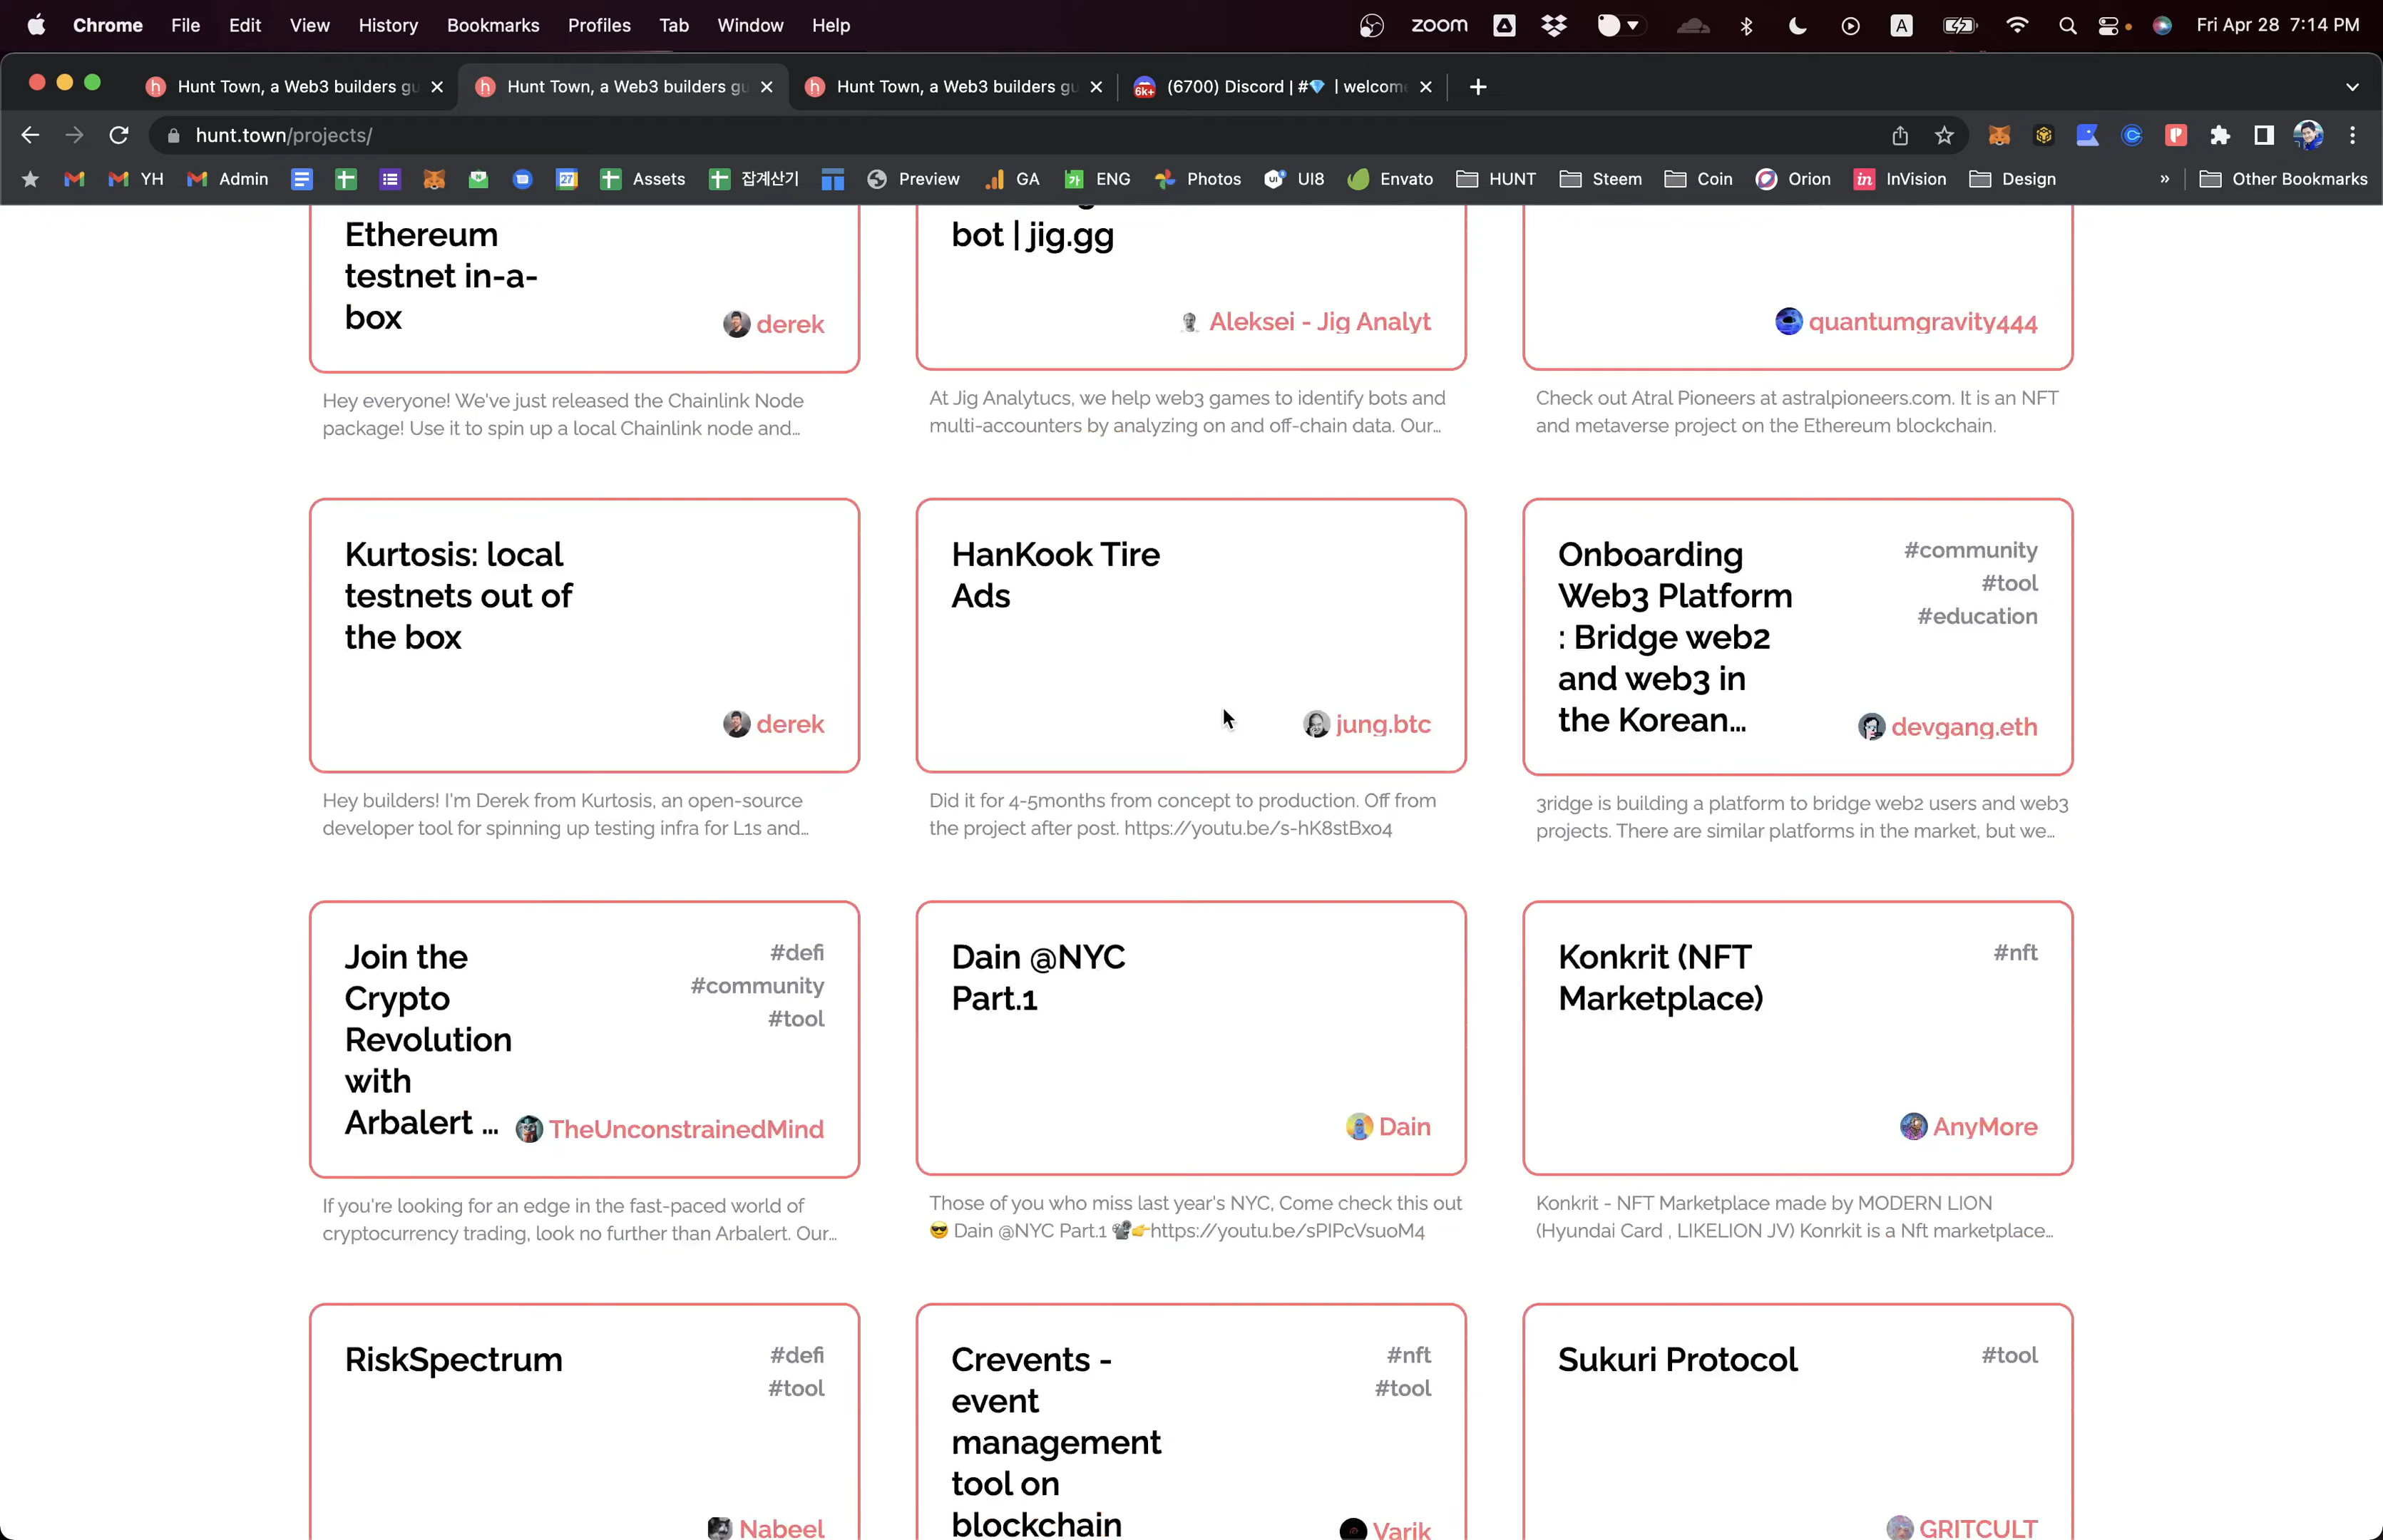 Chrome File Edit View History Bookmarks Profiles Tab Window Help zoom A Fri Apr 28 7:14 PM
Hunt Town, a Web3 builders gu Hunt Town, a Web3 builders gu Hunt Town, a Web3 builders gu (6700) Discord | #💎 | welcom
hunt.town/projects/
YH Admin Assets 잡계산기 Preview GA ENG Photos UI8 Envato HUNT Steem Coin Orion InVision Design » Other Bookmarks
Ethereum
testnet in-a-
box
derek
Hey everyone! We've just released the Chainlink Node
package! Use it to spin up a local Chainlink node and...
bot | jig.gg
Aleksei - Jig Analyt
At Jig Analytucs, we help web3 games to identify bots and
multi-accounters by analyzing on and off-chain data. Our...
quantumgravity444
Check out Atral Pioneers at astralpioneers.com. It is an NFT
and metaverse project on the Ethereum blockchain.
Kurtosis: local
testnets out of
the box
derek
Hey builders! I'm Derek from Kurtosis, an open-source
developer tool for spinning up testing infra for L1s and...
HanKook Tire
Ads
jung.btc
Did it for 4-5months from concept to production. Off from
the project after post. https://youtu.be/s-hK8stBxo4
Onboarding
Web3 Platform
: Bridge web2
and web3 in
the Korean...
#community
#tool
#education
devgang.eth
3ridge is building a platform to bridge web2 users and web3
projects. There are similar platforms in the market, but we...
Join the
Crypto
Revolution
with
Arbalert ...
#defi
#community
#tool
TheUnconstrainedMind
If you're looking for an edge in the fast-paced world of
cryptocurrency trading, look no further than Arbalert. Our...
Dain @NYC
Part.1
Dain
Those of you who miss last year's NYC, Come check this out
😎 Dain @NYC Part.1 📽👉https://youtu.be/sPlPcVsuoM4
Konkrit (NFT
Marketplace)
#nft
AnyMore
Konkrit - NFT Marketplace made by MODERN LION
(Hyundai Card , LIKELION JV) Konrkit is a Nft marketplace...
RiskSpectrum
#defi
#tool
Nabeel
Crevents -
event
management
tool on
blockchain
#nft
#tool
Varik
Sukuri Protocol
#tool
GRITCULT